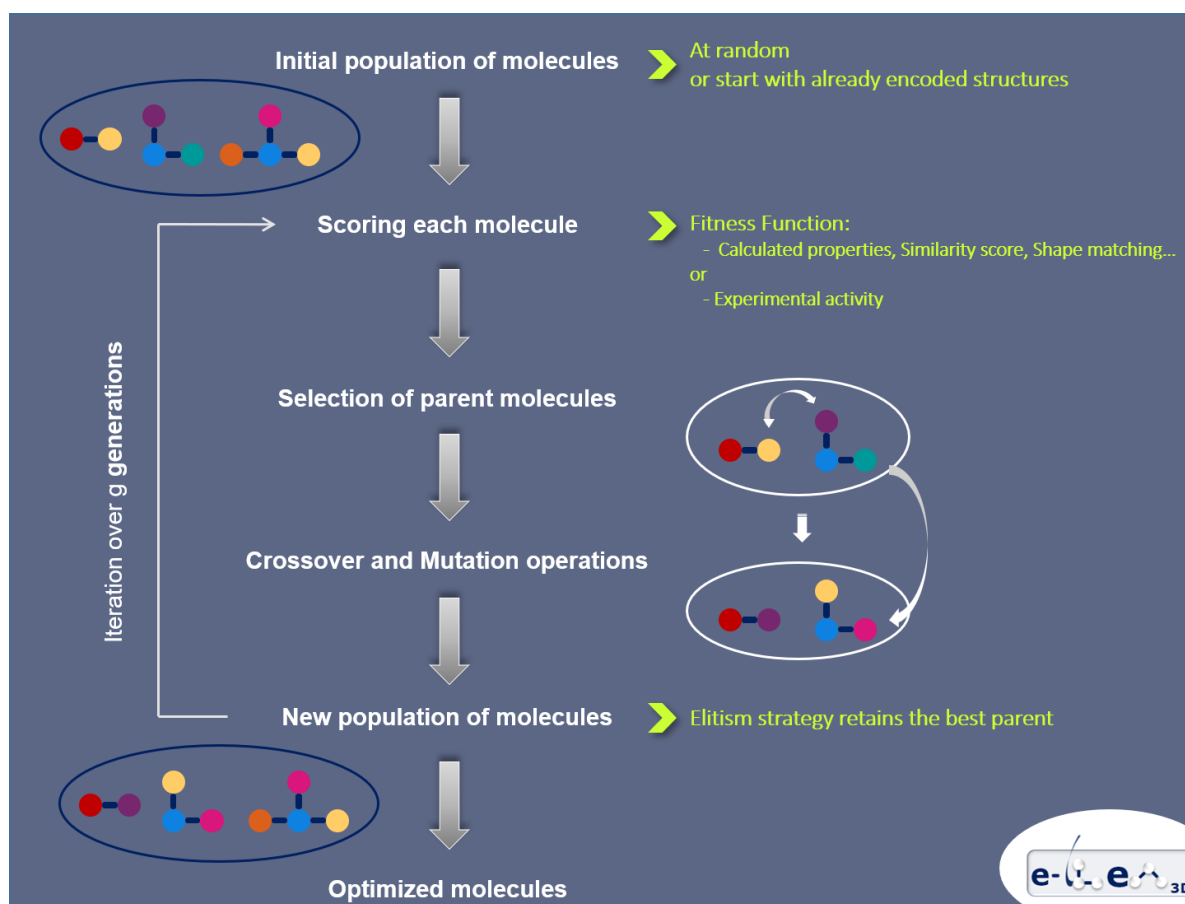 Initial population of molecules
At random
or start with already encoded structures
Scoring each molecule
Fitness Function:
- Calculated properties, Similarity score, Shape matching...
or
- Experimental activity
Iteration over g generations
Selection of parent molecules
Crossover and Mutation operations
New population of molecules
Elitism strategy retains the best parent
Optimized molecules
e-LeA 3D